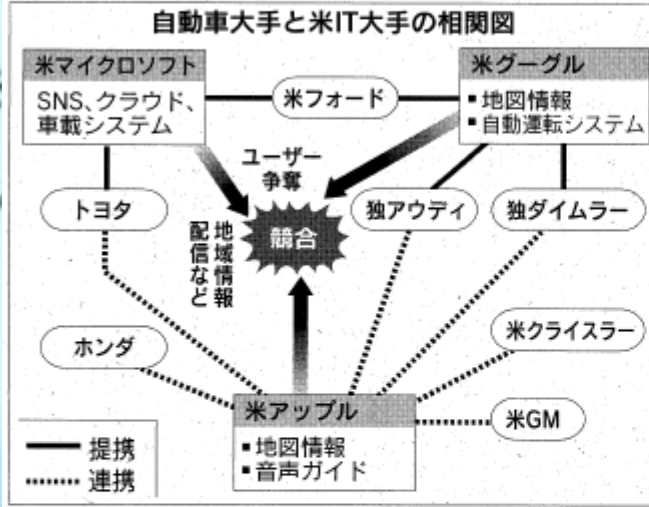 自動車大手と米IT大手の相関図
米マイクロソフト
SNS、クラウド、
車載システム
米フォード
米グーグル
▪地図情報
▪自動運転システム
ユーザー
争奪
トヨタ
地域情報
配信など
競合
独アウディ
独ダイムラー
ホンダ
米クライスラー
米アップル
▪地図情報
▪音声ガイド
米GM
提携
連携